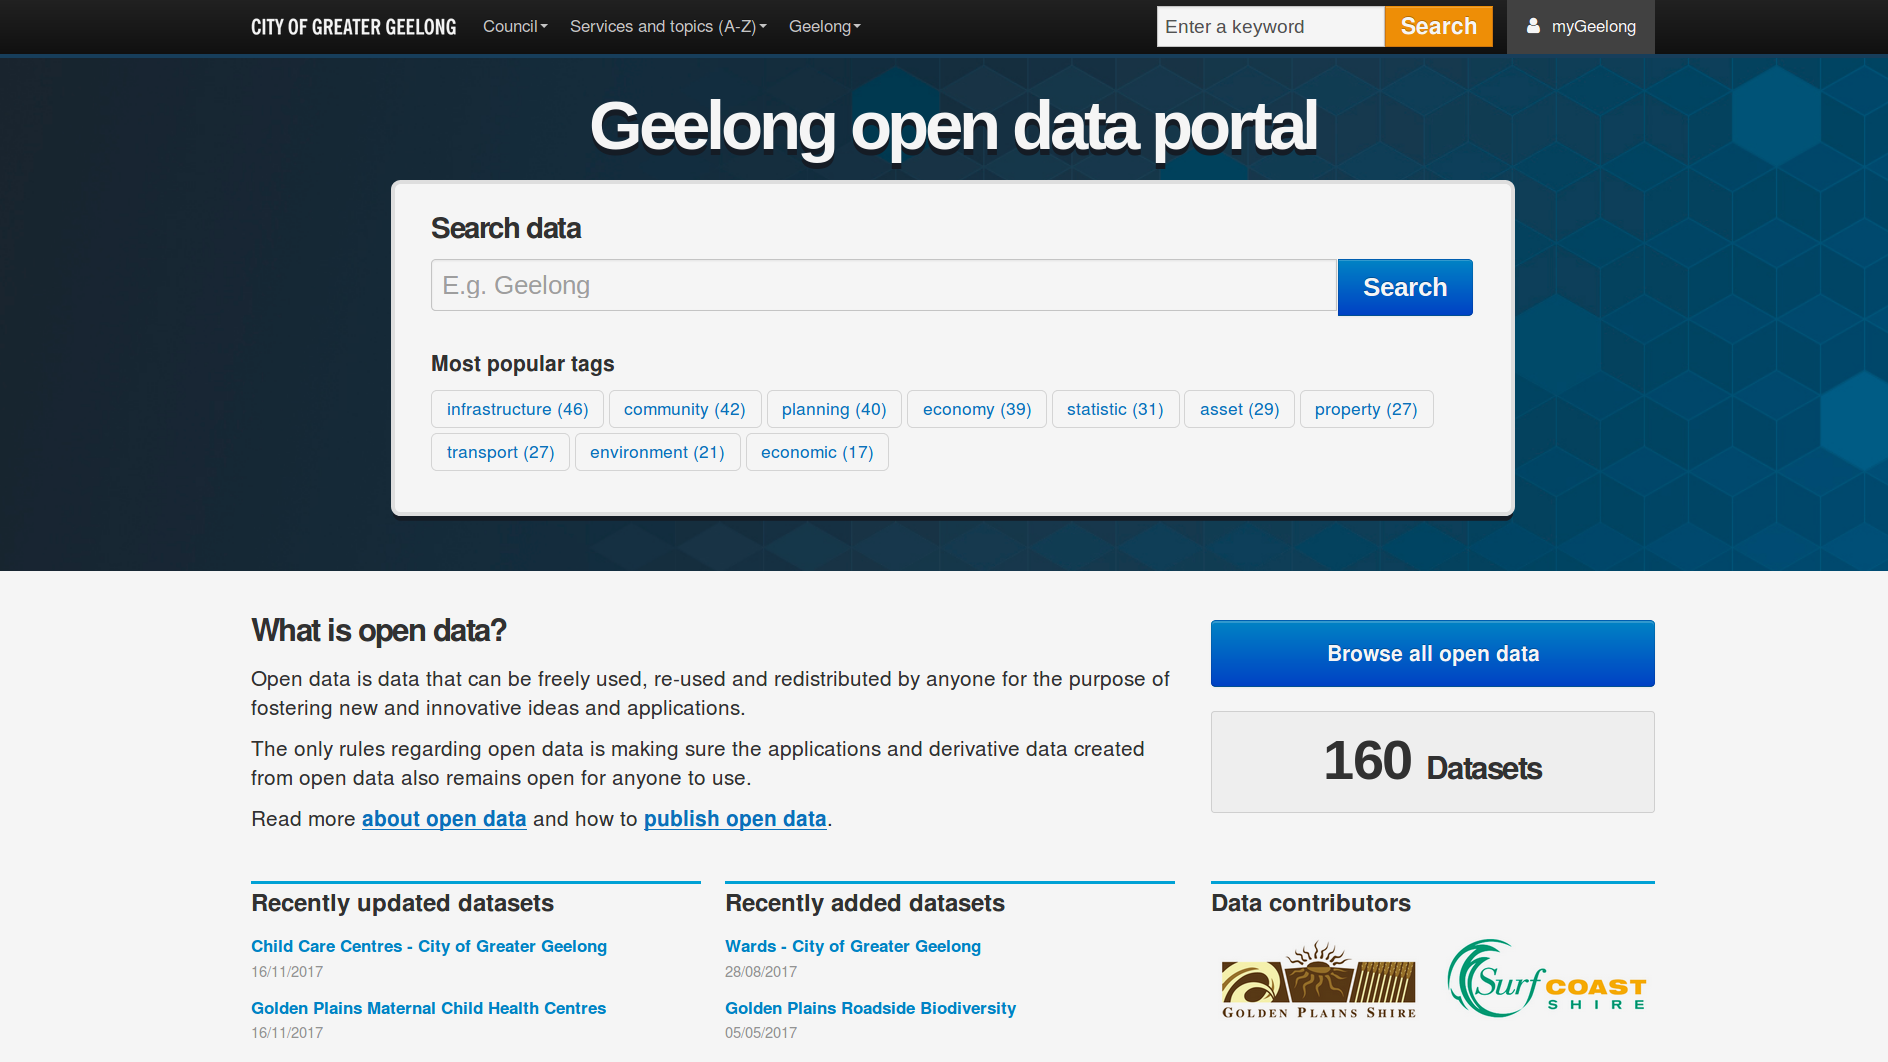 CITY OF GREATER GEELONG Council Services and topics (A-Z) Geelong Enter a keyword Search myGeelong
Geelong open data portal
Search data
E.g. Geelong Search
Most popular tags
infrastructure (46) community (42) planning (40) economy (39) statistic (31) asset (29) property (27)
transport (27) environment (21) economic (17)
What is open data?
Open data is data that can be freely used, re-used and redistributed by anyone for the purpose of
fostering new and innovative ideas and applications.
The only rules regarding open data is making sure the applications and derivative data created
from open data also remains open for anyone to use.
Read more about open data and how to publish open data.
Browse all open data
160 Datasets
Recently updated datasets
Child Care Centres - City of Greater Geelong
16/11/2017
Golden Plains Maternal Child Health Centres
16/11/2017
Recently added datasets
Wards - City of Greater Geelong
28/08/2017
Golden Plains Roadside Biodiversity
05/05/2017
Data contributors
GOLDEN PLAINS SHIRE
Surf COAST
SHIRE